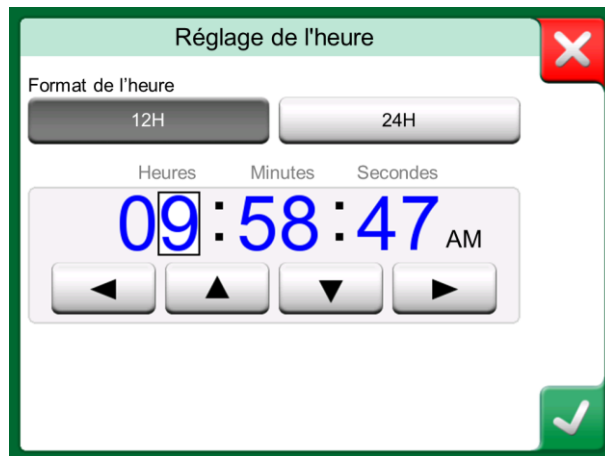 Réglage de l'heure
Format de l’heure
12H 24H
Heures Minutes Secondes
09:58:47 AM